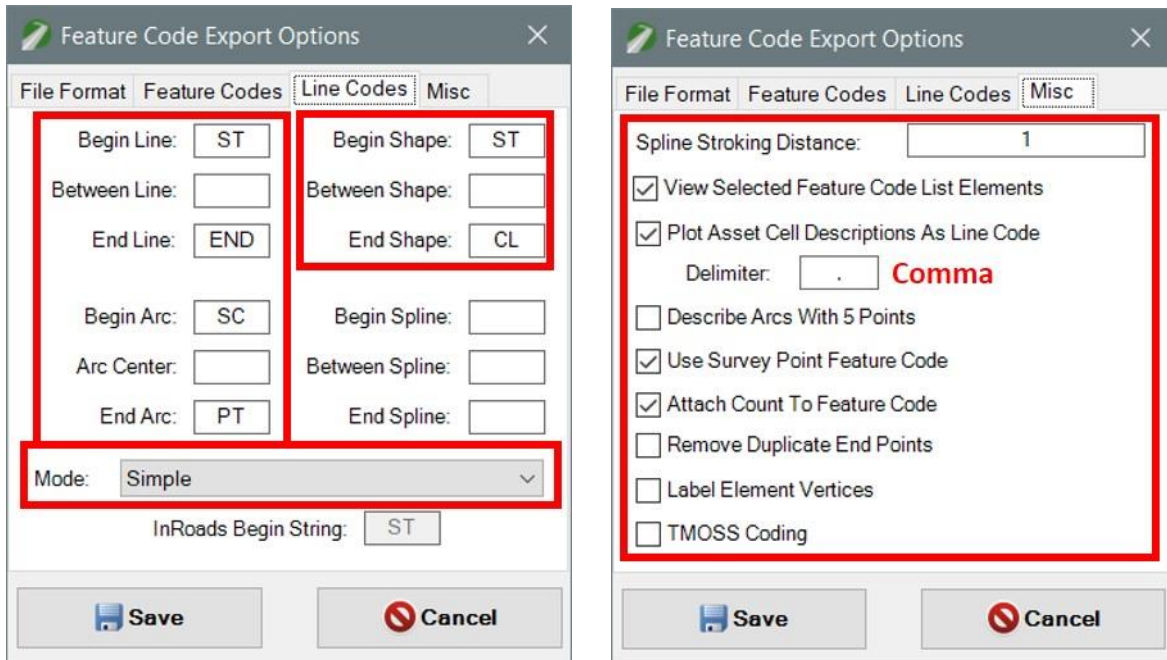 Feature Code Export Options
File Format Feature Codes Line Codes Misc
Begin Line: ST Begin Shape: ST
Between Line: Between Shape:
End Line: END End Shape: CL
Begin Arc: SC Begin Spline:
Arc Center: Between Spline:
End Arc: PT End Spline:
Mode: Simple
InRoads Begin String: ST
Save Cancel
Feature Code Export Options
File Format Feature Codes Line Codes Misc
Spline Stroking Distance: 1
View Selected Feature Code List Elements
Plot Asset Cell Descriptions As Line Code
Delimiter: . Comma
Describe Arcs With 5 Points
Use Survey Point Feature Code
Attach Count To Feature Code
Remove Duplicate End Points
Label Element Vertices
TMOSS Coding
Save Cancel